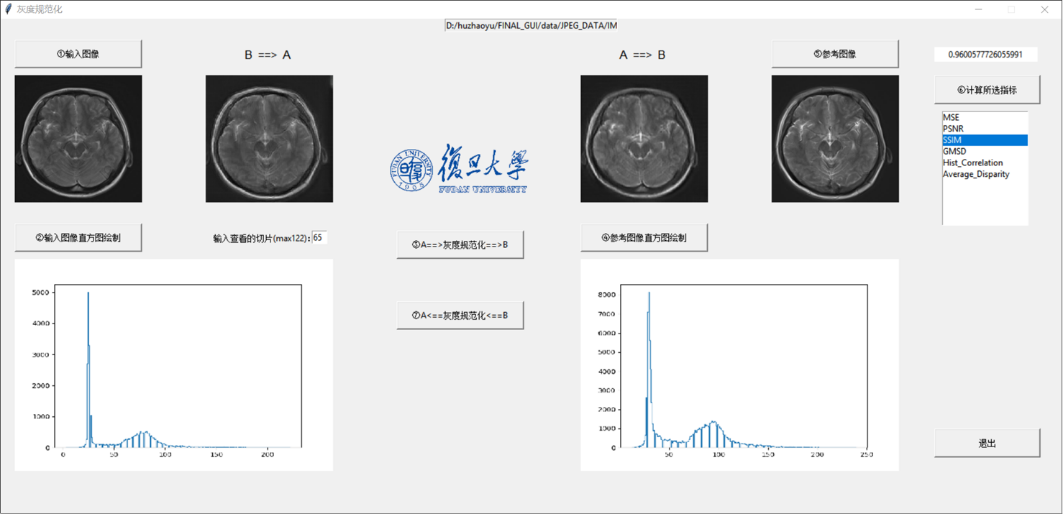 灰度规范化
D:/huzhaoyu/FINAL_GUI/data/JPEG_DATA/IM
①输入图像
B ==> A
A ==> B
⑤参考图像
0.9600577726055991
⑥计算所选指标
MSE
PSNR
SSIM
GMSD
Hist_Correlation
Average_Disparity
FUDAN UNIVERSITY
1905
復旦大學
FUDAN UNIVERSITY
②输入图像直方图绘制
输入查看的切片(max122): 65
③A==>灰度规范化==>B
④参考图像直方图绘制
⑦A<==灰度规范化<==B
5000
4000
3000
2000
1000
0
0 50 100 150 200
8000
7000
6000
5000
4000
3000
2000
1000
0
50 100 150 200 250
退出